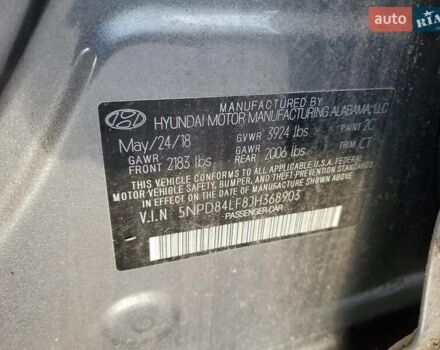 auto RIA
MANUFACTURED BY
HYUNDAI MOTOR MANUFACTURING ALABAMA, LLC
May/24/18 GVWR 3924 lbs PAINT 2C
GAWR FRONT 2183 lbs GAWR REAR 2006 lbs TRIM CT
THIS VEHICLE CONFORMS TO ALL APPLICABLE U.S.A. FEDERAL
MOTOR VEHICLE SAFETY, BUMPER, AND THEFT PREVENTION
STANDARDS IN EFFECT ON THE DATE OF MANUFACTURE SHOWN ABOVE.
V.I.N 5NPD84LF8JH368903
PASSENGER CAR